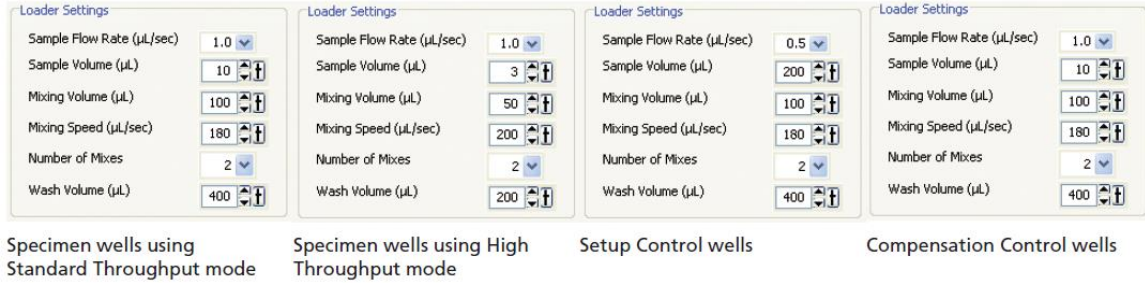 Loader Settings
Sample Flow Rate (µL/sec) 1.0
Sample Volume (µL) 10
Mixing Volume (µL) 100
Mixing Speed (µL/sec) 180
Number of Mixes 2
Wash Volume (µL) 400
Specimen wells using
Standard Throughput mode
Loader Settings
Sample Flow Rate (µL/sec) 1.0
Sample Volume (µL) 3
Mixing Volume (µL) 50
Mixing Speed (µL/sec) 200
Number of Mixes 2
Wash Volume (µL) 200
Specimen wells using High
Throughput mode
Loader Settings
Sample Flow Rate (µL/sec) 0.5
Sample Volume (µL) 200
Mixing Volume (µL) 100
Mixing Speed (µL/sec) 180
Number of Mixes 2
Wash Volume (µL) 400
Setup Control wells
Loader Settings
Sample Flow Rate (µL/sec) 1.0
Sample Volume (µL) 10
Mixing Volume (µL) 100
Mixing Speed (µL/sec) 180
Number of Mixes 2
Wash Volume (µL) 400
Compensation Control wells